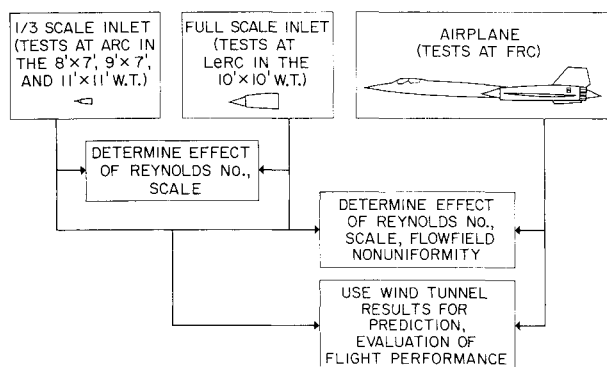 1/3 SCALE INLET
(TESTS AT ARC IN
THE 8'×7', 9'×7',
AND 11'×11' W.T.)
FULL SCALE INLET
(TESTS AT
LeRC IN THE
10'×10' W.T.)
AIRPLANE
(TESTS AT FRC)
DETERMINE EFFECT
OF REYNOLDS NO.,
SCALE
DETERMINE EFFECT
OF REYNOLDS NO.,
SCALE, FLOWFIELD
NONUNIFORMITY
USE WIND TUNNEL
RESULTS FOR
PREDICTION,
EVALUATION OF
FLIGHT PERFORMANCE